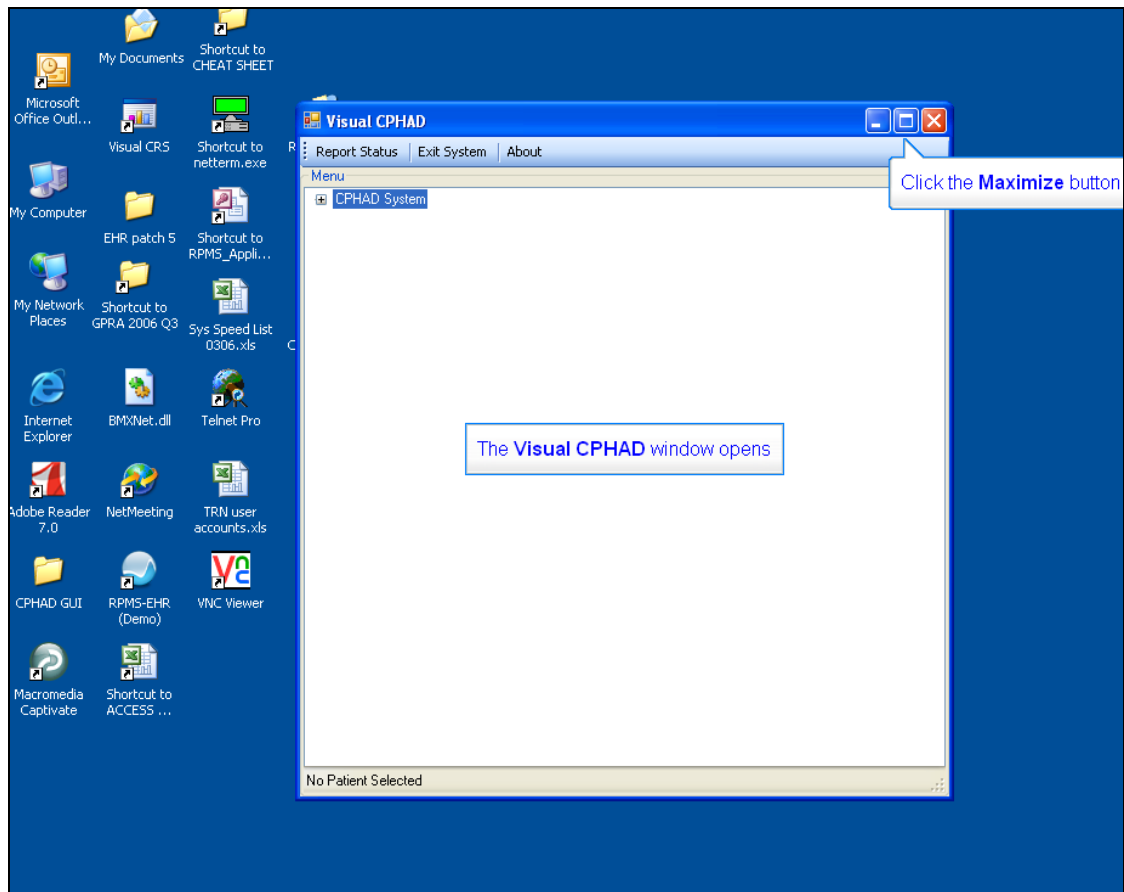 My Documents
Shortcut to
CHEAT SHEET
Microsoft
Office Outl...
Visual CRS
Shortcut to
netterm.exe
R
My Computer
EHR patch 5
Shortcut to
RPMS_Appli...
My Network
Places
Shortcut to
GPRA 2006 Q3
Sys Speed List
0306.xls
C
Internet
Explorer
BMXNet.dll
Telnet Pro
Adobe Reader
7.0
NetMeeting
TRN user
accounts.xls
CPHAD GUI
RPMS-EHR
(Demo)
VNC Viewer
Macromedia
Captivate
Shortcut to
ACCESS ...
Visual CPHAD
Report Status Exit System About
Menu
CPHAD System
Click the Maximize button
The Visual CPHAD window opens
No Patient Selected